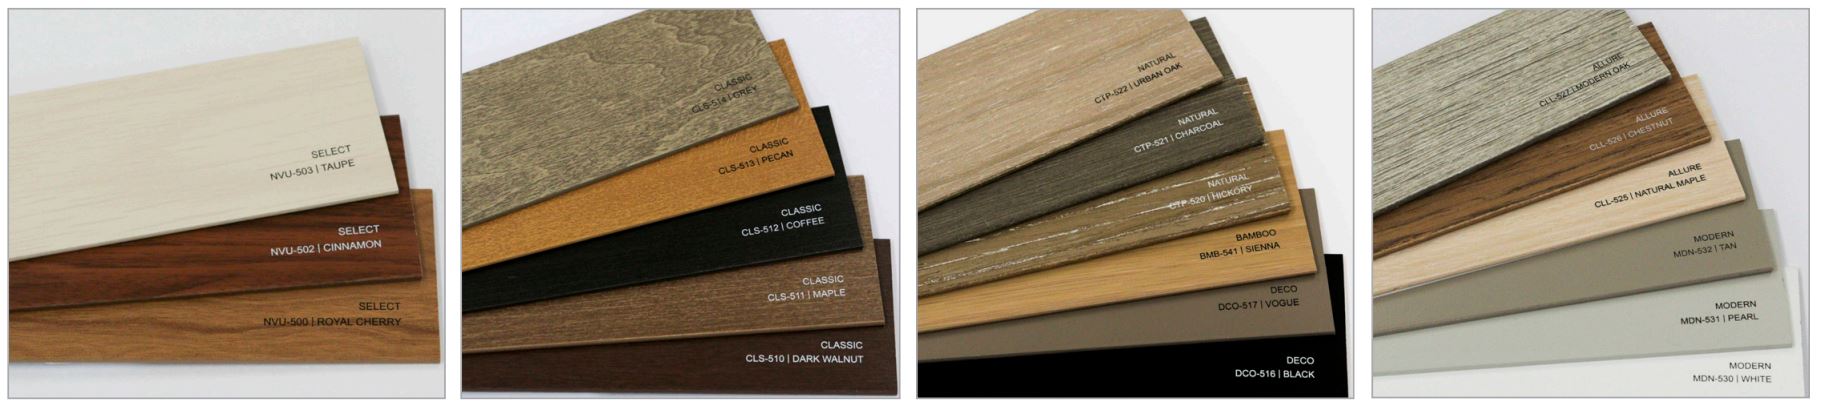 SELECT
NVU-503 | TAUPE
SELECT
NVU-502 | CINNAMON
SELECT
NVU-500 | ROYAL CHERRY
CLASSIC
CLS-514 | GREY
CLASSIC
CLS-513 | PECAN
CLASSIC
CLS-512 | COFFEE
CLASSIC
CLS-511 | MAPLE
CLASSIC
CLS-510 | DARK WALNUT
NATURAL
CTP-522 | URBAN OAK
NATURAL
CTP-521 | CHARCOAL
NATURAL
CTP-520 | HICKORY
BAMBOO
BMB-541 | SIENNA
DECO
DCO-517 | VOGUE
DECO
DCO-516 | BLACK
ALLURE
CLL-527 | MODERN OAK
ALLURE
CLL-526 | CHESTNUT
ALLURE
CLL-525 | NATURAL MAPLE
MODERN
MDN-532 | TAN
MODERN
MDN-531 | PEARL
MODERN
MDN-530 | WHITE